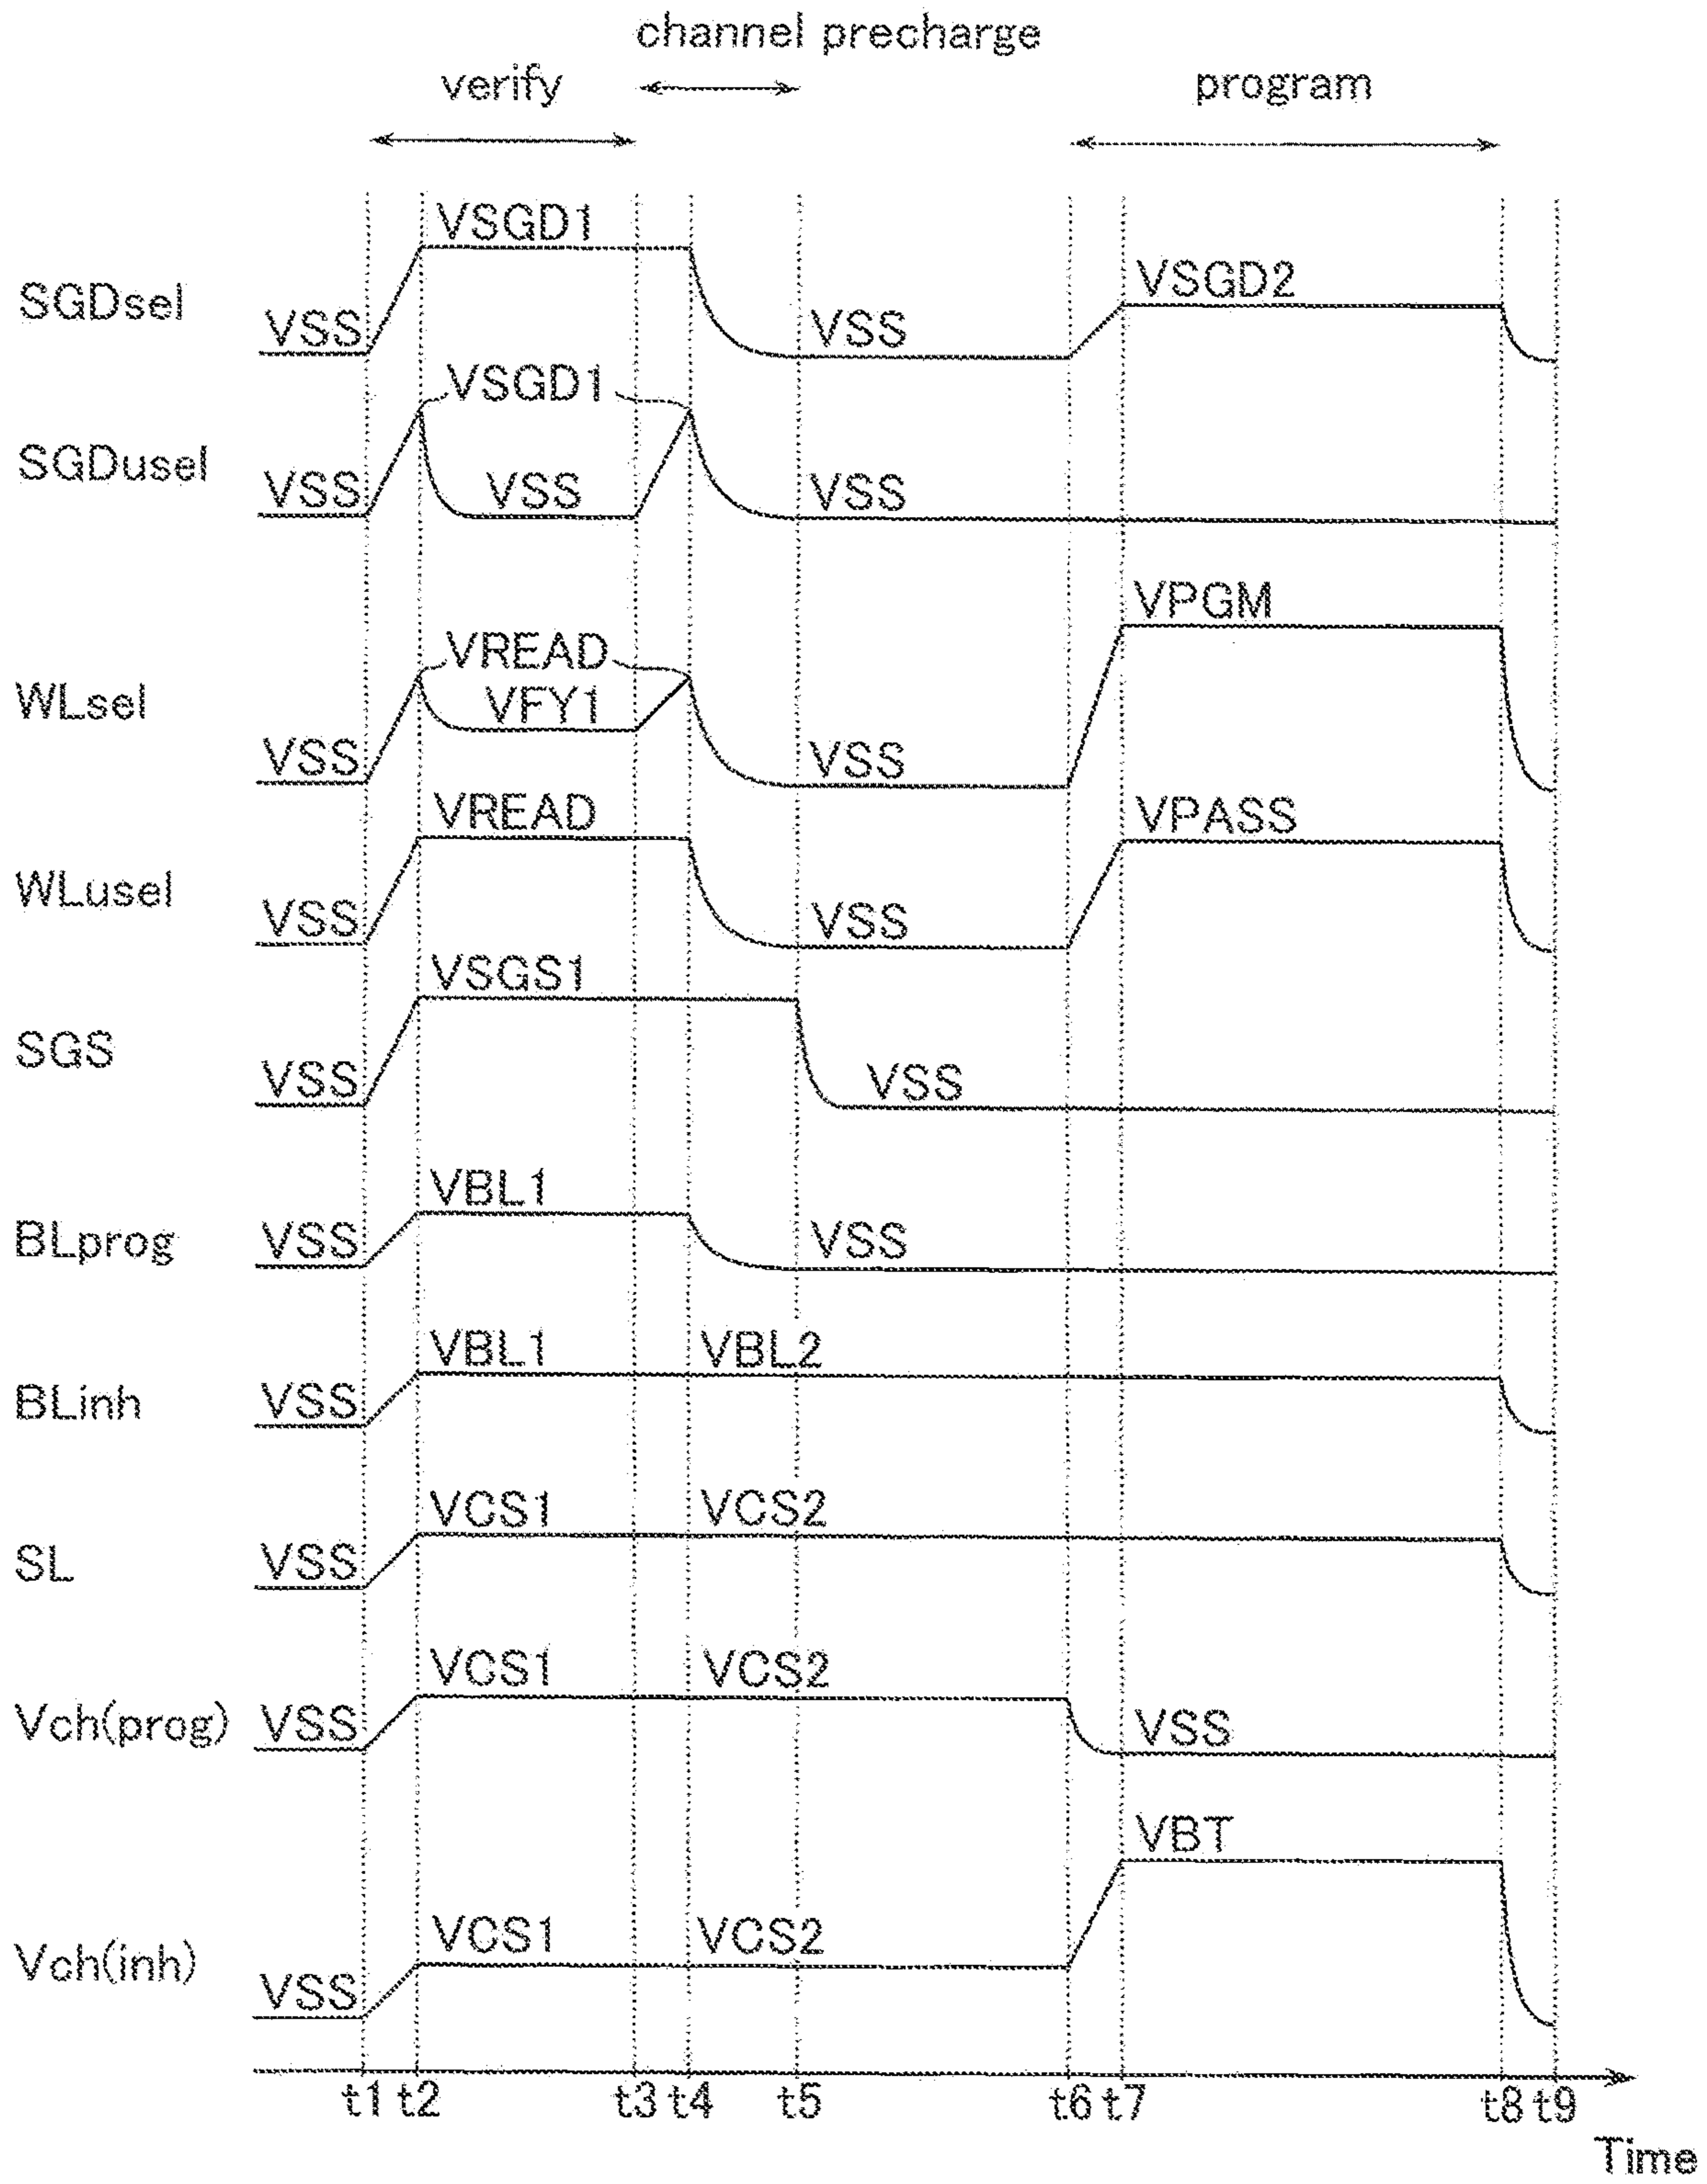 channel precharge
verify
program
VSGD1
SGDsel
VSS
VSS
VSGD2
VSGD1
SGDusel
VSS
VSS
VSS
VPGM
VREAD
WLsel
VFY1
VSS
VSS
VREAD
VPASS
WLusel
VSS
VSS
VSGS1
SGS
VSS
VSS
VBL1
BLprog
VSS
VSS
VBL1
VBL2
BLinh
VSS
VCS1
VCS2
SL
VSS
VCS1
VCS2
Vch(prog)
VSS
VSS
VBT
VCS1
VCS2
Vch(inh)
VSS
t1 t2 t3 t4 t5 t6 t7 t8 t9
Time